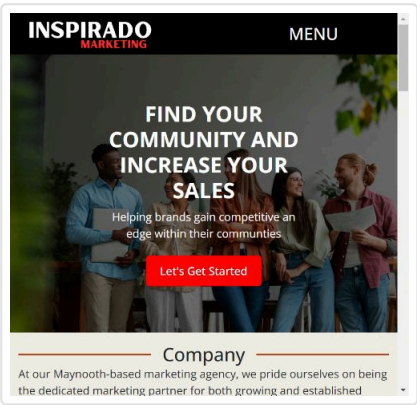 INSPIRADO
MARKETING
MENU
FIND YOUR
COMMUNITY AND
INCREASE YOUR
SALES
Helping brands gain competitive an
edge within their communties
Let's Get Started
Company
At our Maynooth-based marketing agency, we pride ourselves on being
the dedicated marketing partner for both growing and established